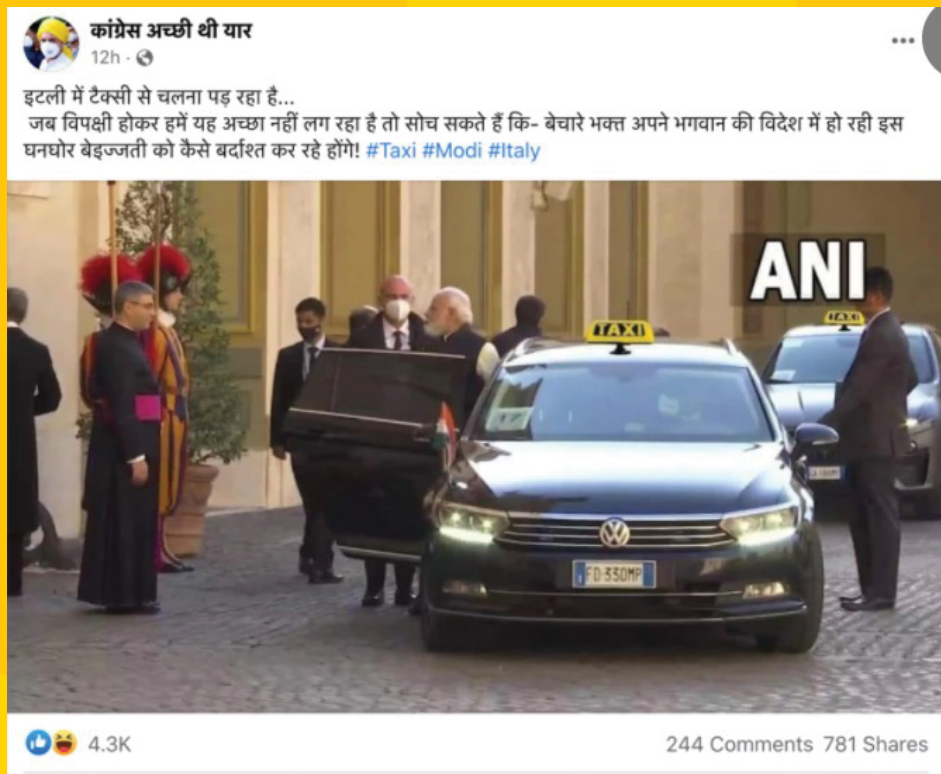 कांग्रेस अच्छी थी यार
12h
इटली में टैक्सी से चलना पड़ रहा है...
जब विपक्षी होकर हमें यह अच्छा नहीं लग रहा है तो सोच सकते हैं कि- बेचारे भक्त अपने भगवान की विदेश में हो रही इस
घनघोर बेइज्जती को कैसे बर्दाश्त कर रहे होंगे! #Taxi #Modi #Italy
ANI
TAXI
TAXI
17
FD·330MP
4.3K
244 Comments 781 Shares